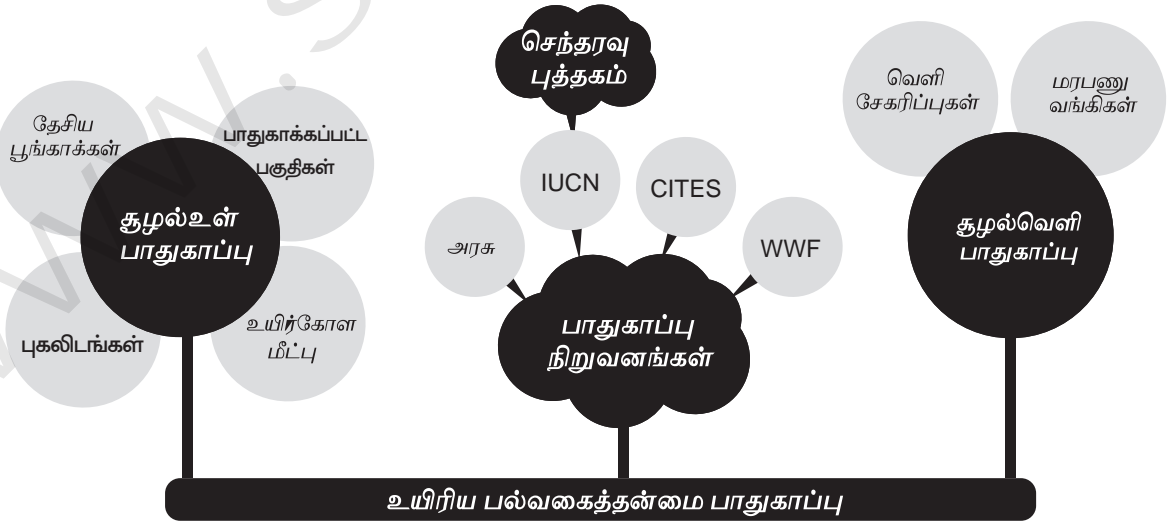 செந்தரவு
புத்தகம்
தேசிய
பூங்காக்கள்
பாதுகாக்கப்பட்ட
பகுதிகள்
சூழல்உள்
பாதுகாப்பு
புகலிடங்கள்
உயிர்கோள
மீட்பு
IUCN
CITES
அரசு
WWF
பாதுகாப்பு
நிறுவனங்கள்
வெளி
சேகரிப்புகள்
மரபணு
வங்கிகள்
சூழல்வெளி
பாதுகாப்பு
உயிரிய பல்வகைத்தன்மை பாதுகாப்பு